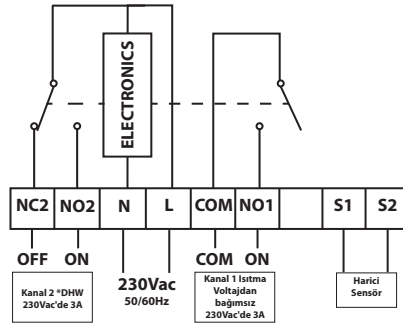 ELECTRONICS
NC2 NO2 N L COM NO1 S1 S2
OFF ON COM ON
230Vac
50/60Hz
Kanal 2 *DHW
230Vac'de 3A
Kanal 1 Isıtma
Voltajdan
bağımsız
230Vac'de 3A
Harici
Sensör